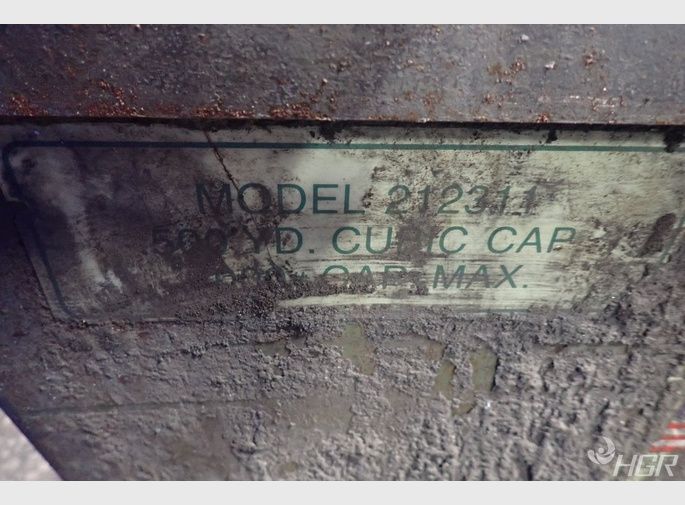 MODEL 212311
YD. CUBIC CAP
CAP. MAX.
HGR